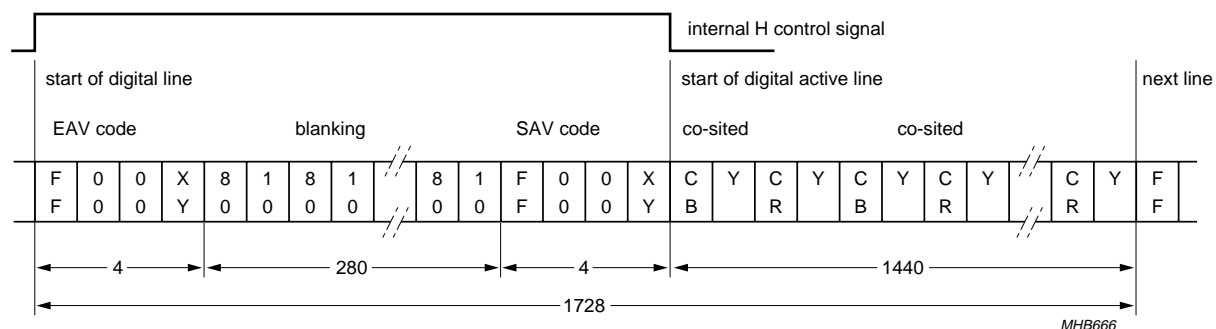 internal H control signal
start of digital line start of digital active line next line
EAV code blanking SAV code co-sited co-sited
F 0 0 X 8 1 8 1 8 1 F 0 0 X C Y C Y C Y C Y C Y F
F 0 0 Y 0 0 0 0 0 0 F 0 0 Y B R B R R F
4 280 4 1440
1728
MHB666